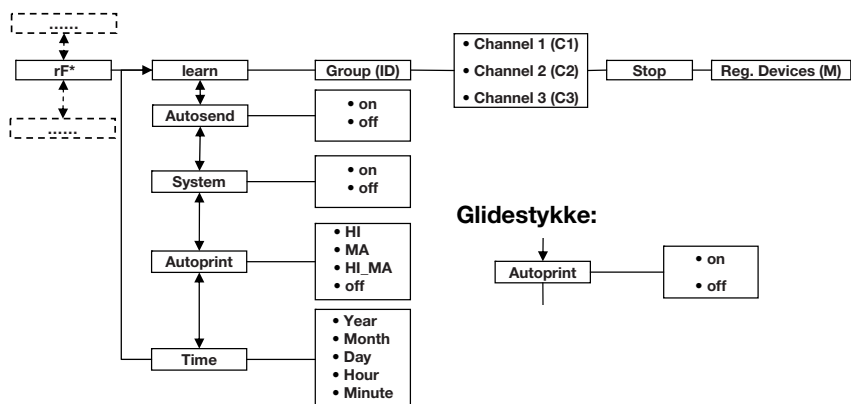 ......
rF*
......
learn
Group (ID)
• Channel 1 (C1)
• Channel 2 (C2)
• Channel 3 (C3)
Stop
Reg. Devices (M)
Autosend
• on
• off
System
• on
• off
Autoprint
• HI
• MA
• HI_MA
• off
Time
• Year
• Month
• Day
• Hour
• Minute
Glidestykke:
Autoprint
• on
• off